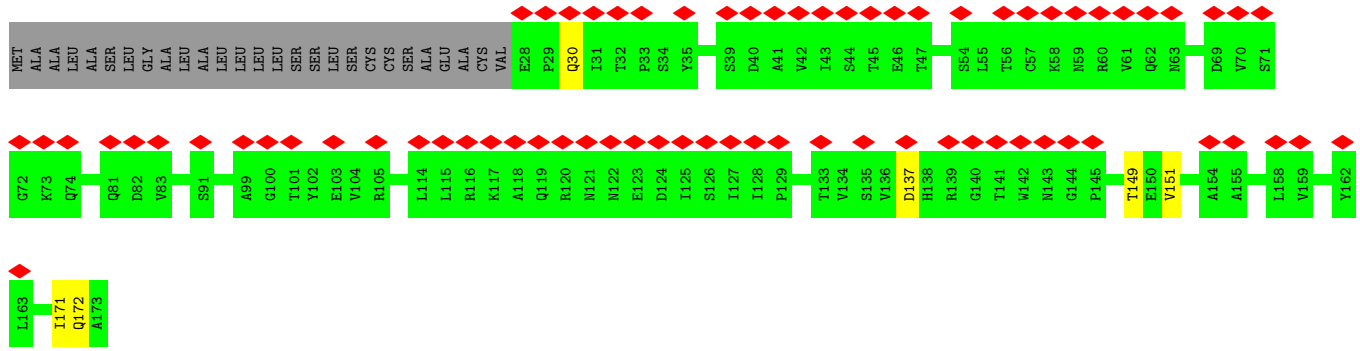 MET ALA ALA LEU ALA SER LEU GLY ALA LEU ALA LEU LEU LEU LEU SER SER LEU SER CYS CYS SER ALA GLU ALA CYS VAL E28 P29 Q30 I31 T32 P33 S34 Y35 S39 D40 A41 V42 I43 S44 T45 E46 T47 S54 L55 T56 C57 K58 N59 R60 V61 Q62 N63 D69 V70 S71
G72 K73 Q74 Q81 D82 V83 S91 A99 G100 T101 Y102 E103 V104 R105 L114 L115 R116 K117 A118 Q119 R120 N121 N122 E123 D124 I125 S126 I127 I128 P129 T133 V134 S135 V136 D137 H138 R139 G140 T141 W142 N143 G144 P145 T149 E150 V151 A154 A155 L158 V159 Y162
L163 I171 Q172 A173